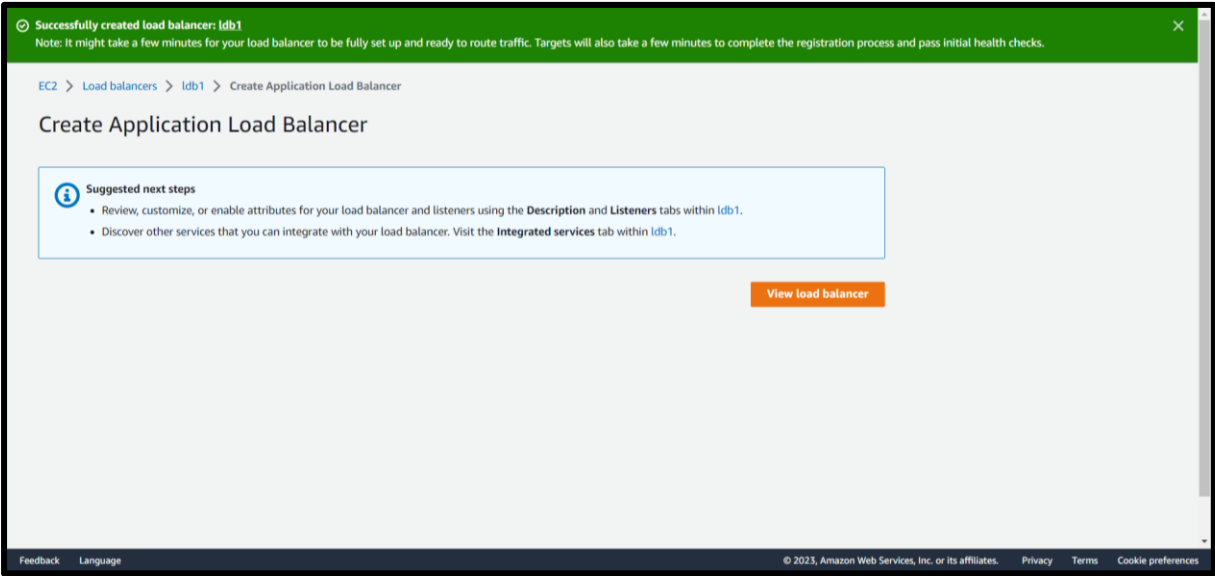 Successfully created load balancer: ldb1
Note: It might take a few minutes for your load balancer to be fully set up and ready to route traffic. Targets will also take a few minutes to complete the registration process and pass initial health checks.
EC2 > Load balancers > ldb1 > Create Application Load Balancer
Create Application Load Balancer
Suggested next steps
• Review, customize, or enable attributes for your load balancer and listeners using the Description and Listeners tabs within ldb1.
• Discover other services that you can integrate with your load balancer. Visit the Integrated services tab within ldb1.
View load balancer
Feedback Language © 2023, Amazon Web Services, Inc. or its affiliates. Privacy Terms Cookie preferences